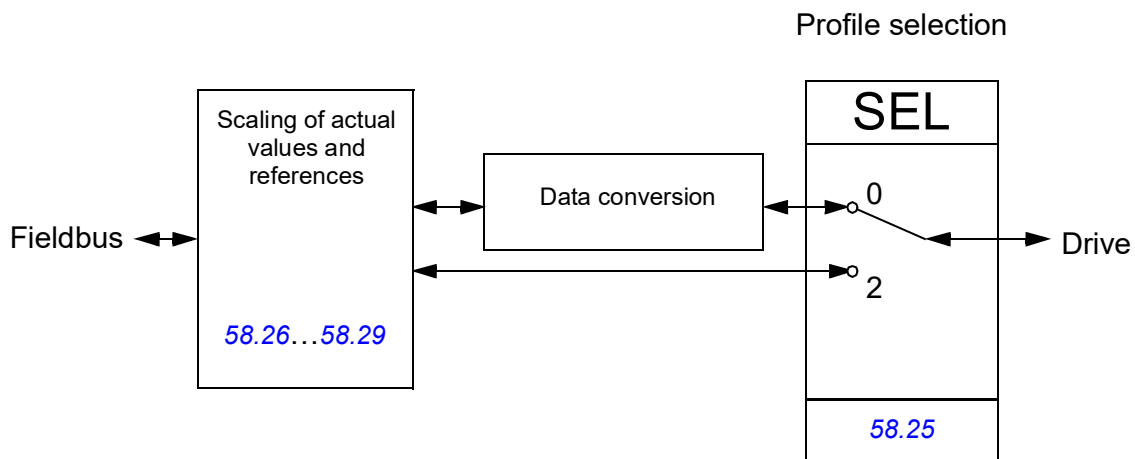 Profile selection
SEL
Scaling of actual
values and
references
Data conversion
0
Fieldbus
Drive
2
58.26…58.29
58.25